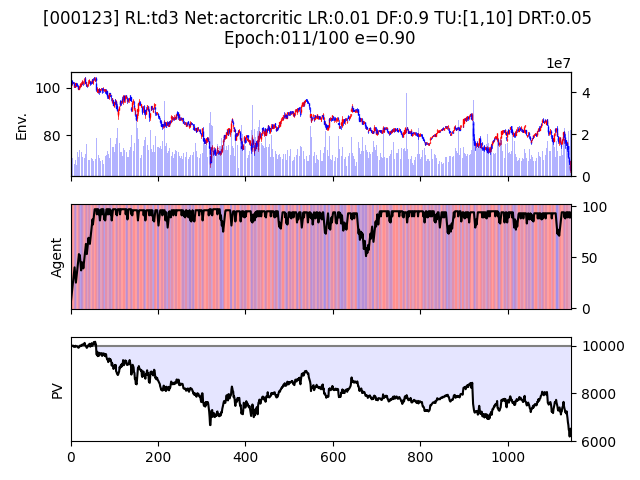 [000123] RL:td3 Net:actorcritic LR:0.01 DF:0.9 TU:[1,10] DRT:0.05
Epoch:011/100 e=0.90
1e7
100
80
Env.
4
2
0
Agent
100
50
0
PV
10000
8000
6000
0 200 400 600 800 1000